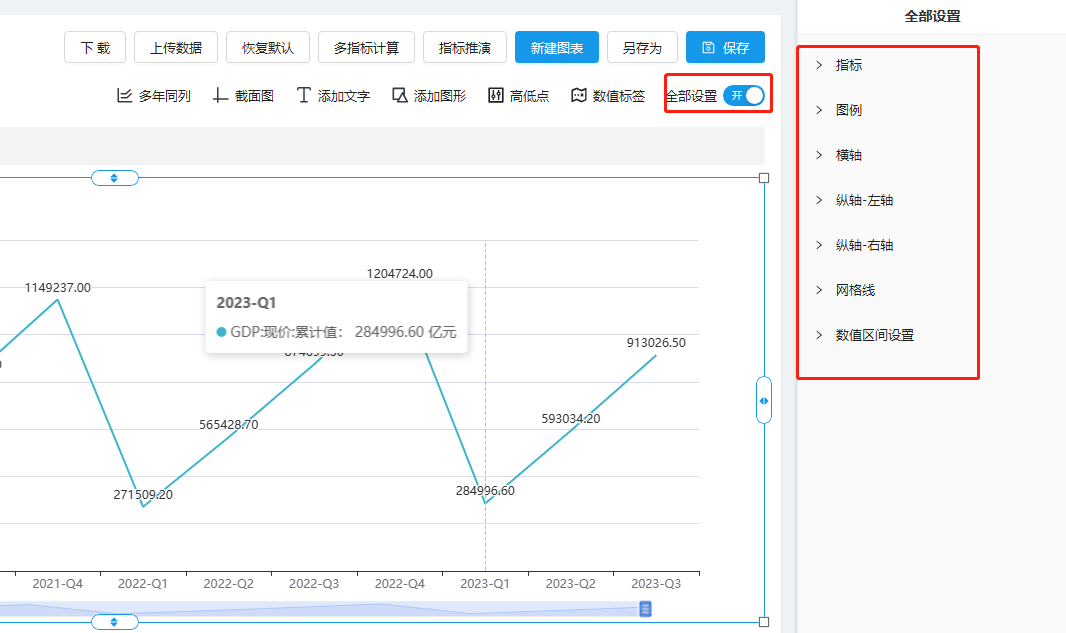 全部设置
下载 上传数据 恢复默认 多指标计算 指标推演 新建图表 另存为 保存
多年同列 截面图 添加文字 添加图形 高低点 数值标签 全部设置 开
指标
图例
横轴
纵轴-左轴
纵轴-右轴
网格线
数值区间设置
1204724.00
1149237.00
2023-Q1
GDP:现价:累计值: 284996.60 亿元
913026.50
565428.70
593034.20
271509.20
284996.60
2021-Q4 2022-Q1 2022-Q2 2022-Q3 2022-Q4 2023-Q1 2023-Q2 2023-Q3